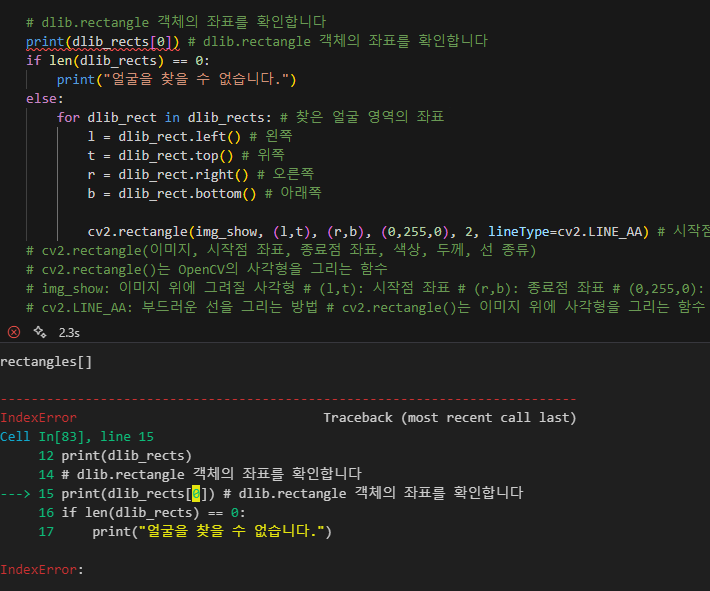 # dlib.rectangle 객체의 좌표를 확인합니다
print(dlib_rects[0]) # dlib.rectangle 객체의 좌표를 확인합니다
if len(dlib_rects) == 0:
    print("얼굴을 찾을 수 없습니다.")
else:
    for dlib_rect in dlib_rects: # 찾은 얼굴 영역의 좌표
        l = dlib_rect.left() # 왼쪽
        t = dlib_rect.top() # 위쪽
        r = dlib_rect.right() # 오른쪽
        b = dlib_rect.bottom() # 아래쪽
        cv2.rectangle(img_show, (l,t), (r,b), (0,255,0), 2, lineType=cv2.LINE_AA) # 시작점
# cv2.rectangle(이미지, 시작점 좌표, 종료점 좌표, 색상, 두께, 선 종류)
# cv2.rectangle()는 OpenCV의 사각형을 그리는 함수
# img_show: 이미지 위에 그려질 사각형 # (l,t): 시작점 좌표 # (r,b): 종료점 좌표 # (0,255,0):
# cv2.LINE_AA: 부드러운 선을 그리는 방법 # cv2.rectangle()는 이미지 위에 사각형을 그리는 함수
2.3s
rectangles[]
---------------------------------------------------------------------------
IndexError                                Traceback (most recent call last)
Cell In[83], line 15
     12 print(dlib_rects)
     14 # dlib.rectangle 객체의 좌표를 확인합니다
---> 15 print(dlib_rects[0]) # dlib.rectangle 객체의 좌표를 확인합니다
     16 if len(dlib_rects) == 0:
     17     print("얼굴을 찾을 수 없습니다.")
IndexError: